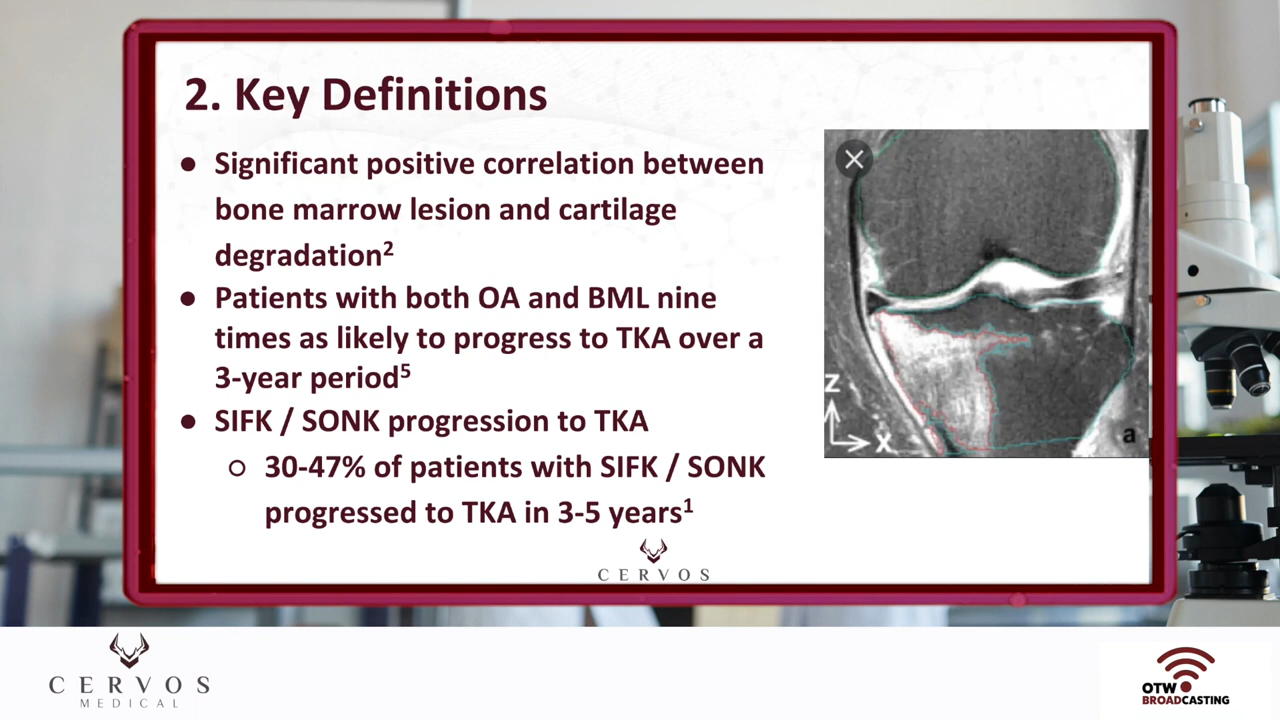 2. Key Definitions
● Significant positive correlation between
bone marrow lesion and cartilage
degradation²
● Patients with both OA and BML nine
times as likely to progress to TKA over a
3-year period⁵
● SIFK / SONK progression to TKA
○ 30-47% of patients with SIFK / SONK
progressed to TKA in 3-5 years¹
Z
X
a
CERVOS
CERVOS
MEDICAL
OTW
BROADCASTING